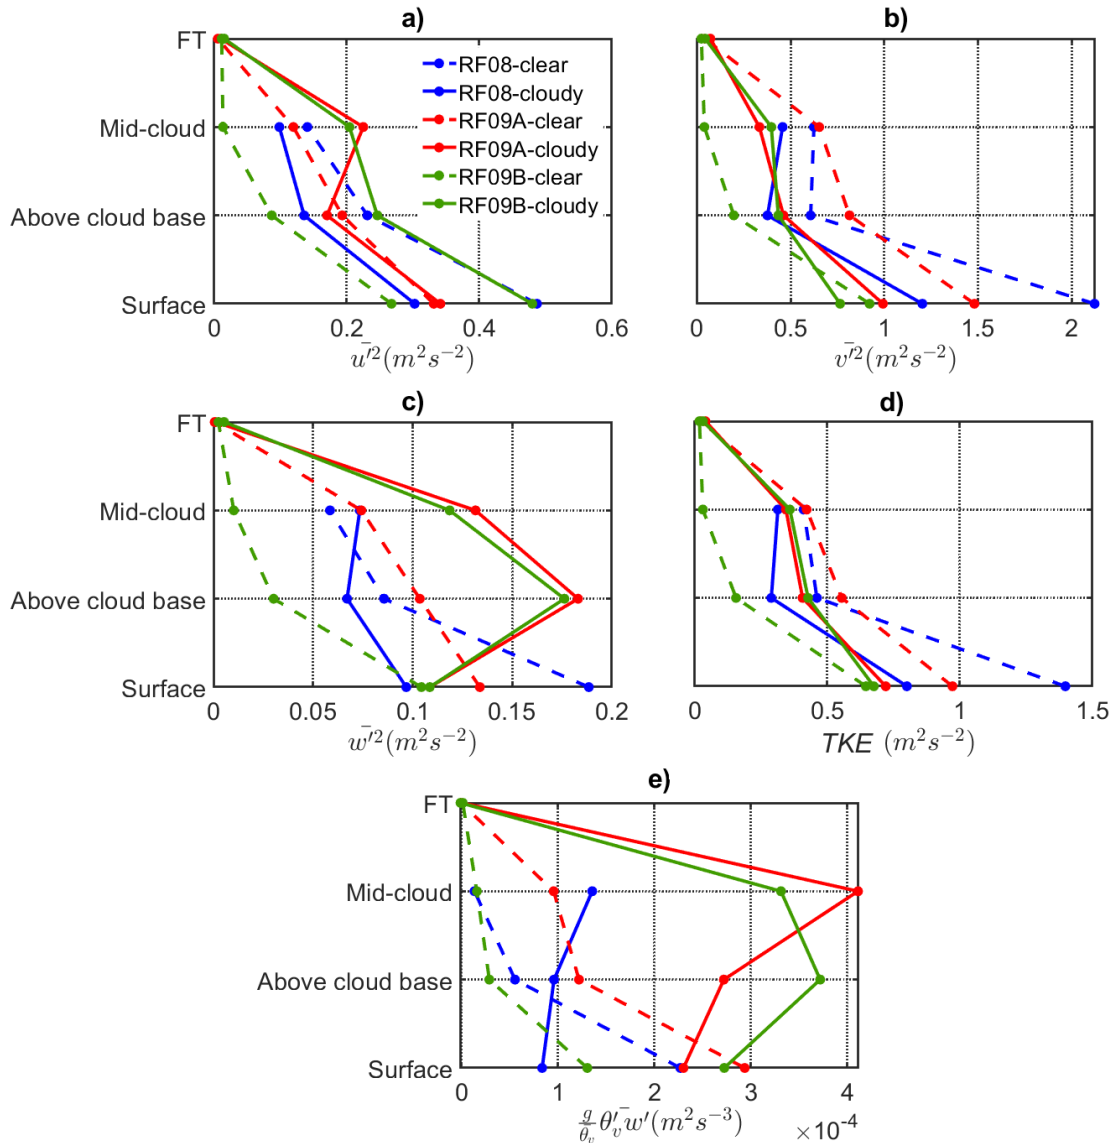 a)
b)
FT
Mid-cloud
Above cloud base
Surface
RF08-clear
RF08-cloudy
RF09A-clear
RF09A-cloudy
RF09B-clear
RF09B-cloudy
0 0.2 0.4 0.6
u̅′²(m²s⁻²)
0 0.5 1 1.5 2
v̅′²(m²s⁻²)
c)
d)
FT
Mid-cloud
Above cloud base
Surface
0 0.05 0.1 0.15 0.2
w̅′²(m²s⁻²)
0 0.5 1 1.5
TKE (m²s⁻²)
e)
FT
Mid-cloud
Above cloud base
Surface
0 1 2 3 4
g/θ̅ᵥ θ′ᵥ‾w′(m²s⁻³)
×10⁻⁴